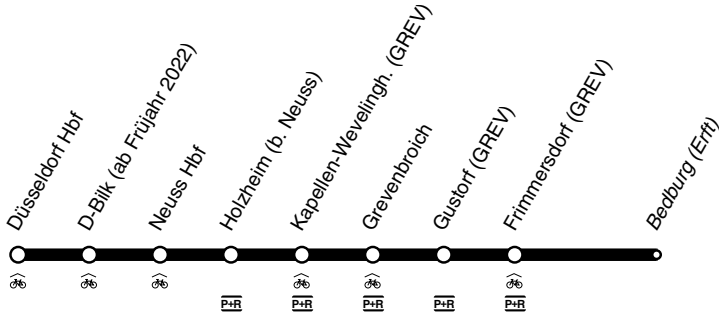 Düsseldorf Hbf
D-Bilk (ab Früjahr 2022)
Neuss Hbf
Holzheim (b. Neuss)
Kapellen-Wevelingh. (GREV)
Grevenbroich
Gustorf (GREV)
Frimmersdorf (GREV)
Bedburg (Erft)
P+R P+R P+R P+R P+R